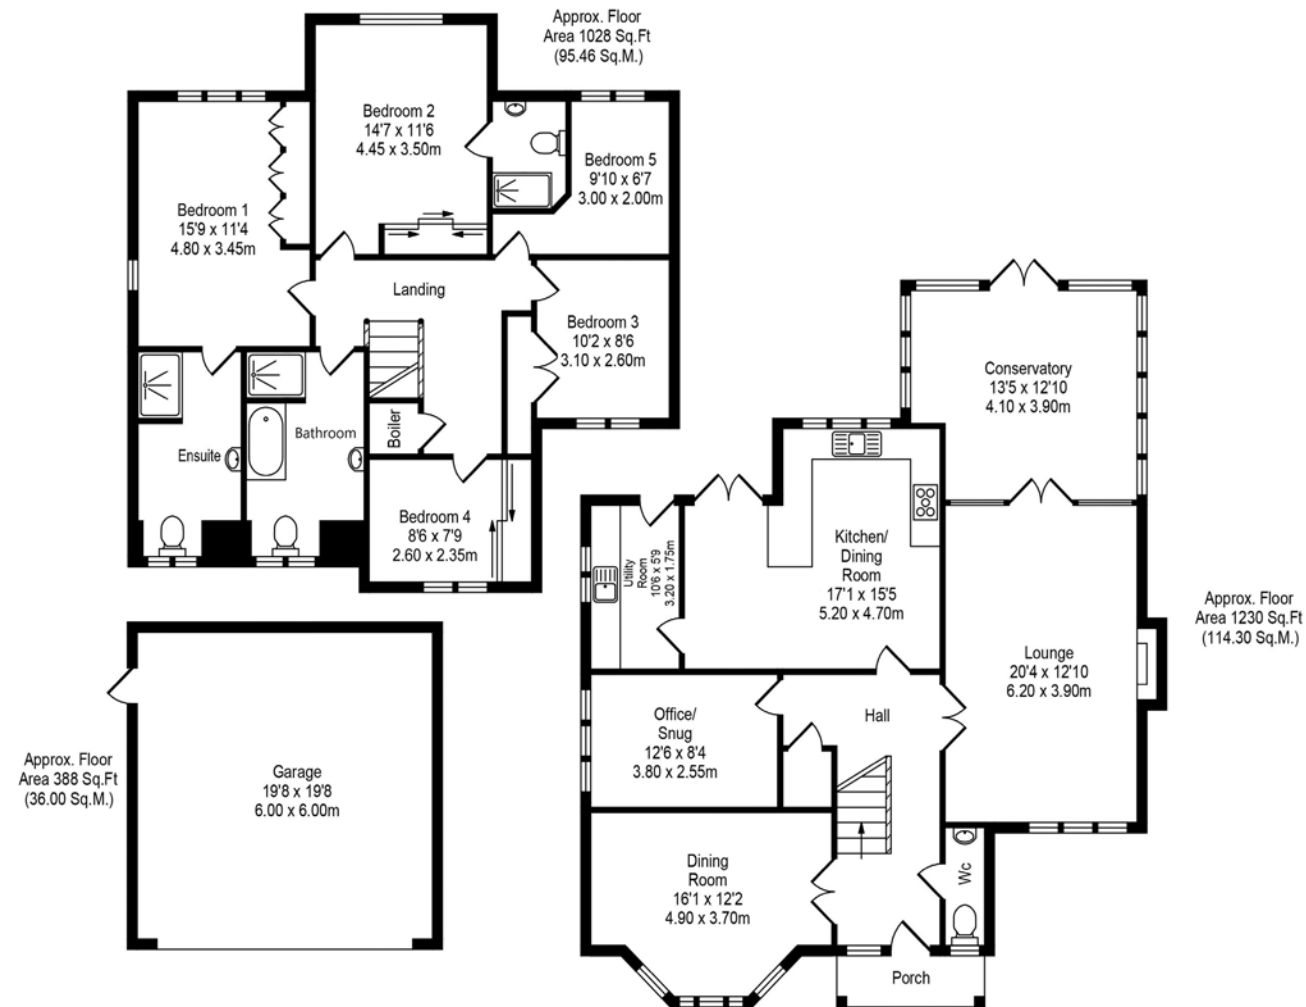 Approx. Floor
Area 1028 Sq.Ft
(95.46 Sq.M.)
Bedroom 2
14'7 x 11'6
4.45 x 3.50m
Bedroom 5
9'10 x 6'7
3.00 x 2.00m
Bedroom 1
15'9 x 11'4
4.80 x 3.45m
Landing
Bedroom 3
10'2 x 8'6
3.10 x 2.60m
Ensuite
Bathroom
Boiler
Bedroom 4
8'6 x 7'9
2.60 x 2.35m
Conservatory
13'5 x 12'10
4.10 x 3.90m
Kitchen/
Dining
Room
17'1 x 15'5
5.20 x 4.70m
Utility
Room
10'6 x 5'9
3.20 x 1.75m
Lounge
20'4 x 12'10
6.20 x 3.90m
Approx. Floor
Area 1230 Sq.Ft
(114.30 Sq.M.)
Office/
Snug
12'6 x 8'4
3.80 x 2.55m
Hall
Approx. Floor
Area 388 Sq.Ft
(36.00 Sq.M.)
Garage
19'8 x 19'8
6.00 x 6.00m
Dining
Room
16'1 x 12'2
4.90 x 3.70m
Wc
Porch